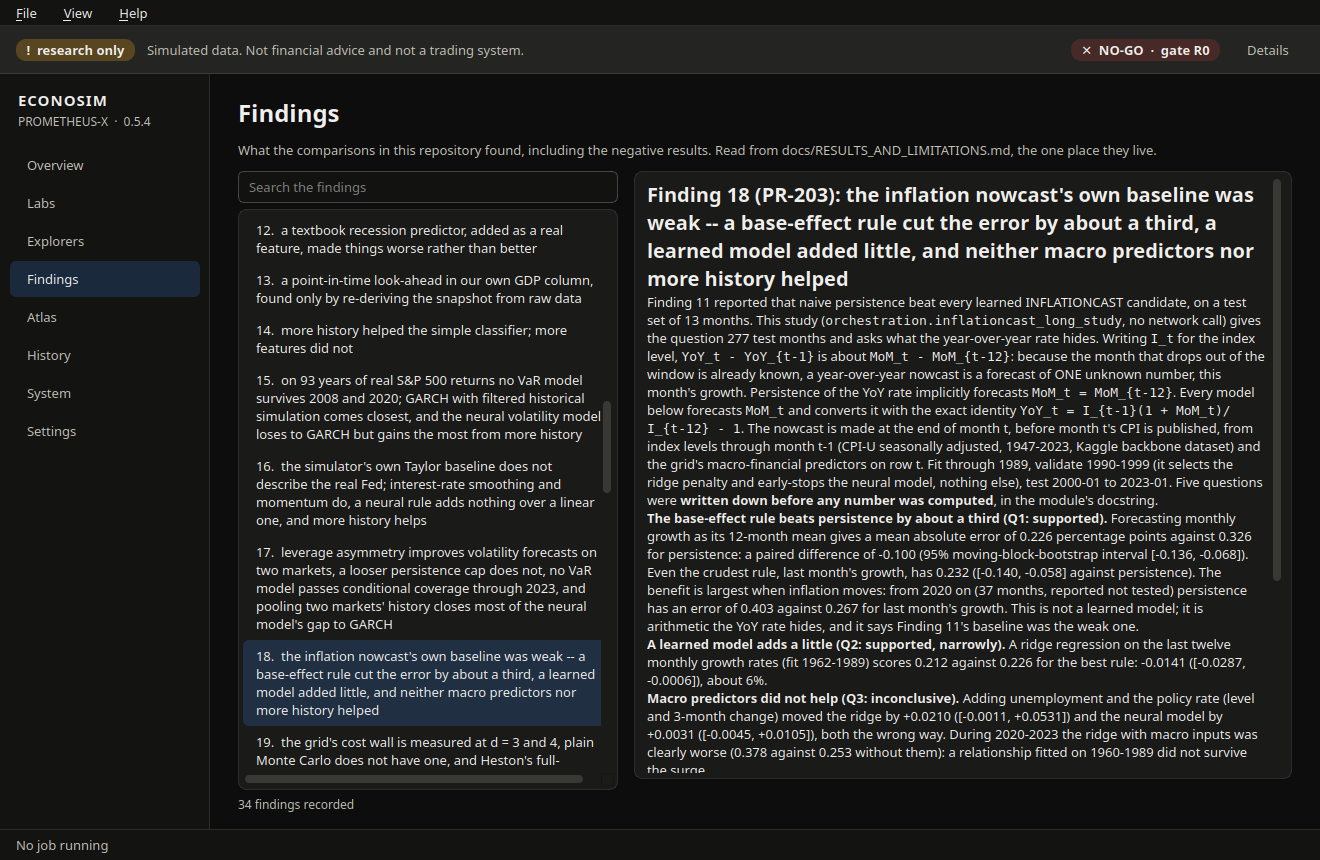 File View Help
! research only Simulated data. Not financial advice and not a trading system. × NO-GO · gate R0 Details
ECONOSIM
PROMETHEUS-X · 0.5.4
Overview
Labs
Explorers
Findings
Atlas
History
System
Settings
Findings
What the comparisons in this repository found, including the negative results. Read from docs/RESULTS_AND_LIMITATIONS.md, the one place they live.
Search the findings
12. a textbook recession predictor, added as a real
feature, made things worse rather than better
13. a point-in-time look-ahead in our own GDP column,
found only by re-deriving the snapshot from raw data
14. more history helped the simple classifier; more
features did not
15. on 93 years of real S&P 500 returns no VaR model
survives 2008 and 2020; GARCH with filtered historical
simulation comes closest, and the neural volatility model
loses to GARCH but gains the most from more history
16. the simulator's own Taylor baseline does not
describe the real Fed; interest-rate smoothing and
momentum do, a neural rule adds nothing over a linear
one, and more history helps
17. leverage asymmetry improves volatility forecasts on
two markets, a looser persistence cap does not, no VaR
model passes conditional coverage through 2023, and
pooling two markets' history closes most of the neural
model's gap to GARCH
18. the inflation nowcast's own baseline was weak -- a
base-effect rule cut the error by about a third, a learned
model added little, and neither macro predictors nor
more history helped
19. the grid's cost wall is measured at d = 3 and 4, plain
Monte Carlo does not have one, and Heston's full-
34 findings recorded
Finding 18 (PR-203): the inflation nowcast's own baseline was
weak -- a base-effect rule cut the error by about a third, a
learned model added little, and neither macro predictors nor
more history helped
Finding 11 reported that naive persistence beat every learned INFLATIONCAST candidate, on a test
set of 13 months. This study (orchestration.inflationcast_long_study, no network call) gives
the question 277 test months and asks what the year-over-year rate hides. Writing I_t for the index
level, YoY_t - YoY_{t-1} is about MoM_t - MoM_{t-12}: because the month that drops out of the
window is already known, a year-over-year nowcast is a forecast of ONE unknown number, this
month's growth. Persistence of the YoY rate implicitly forecasts MoM_t = MoM_{t-12}. Every model
below forecasts MoM_t and converts it with the exact identity YoY_t = I_{t-1}(1 + MoM_t)/
I_{t-12} - 1. The nowcast is made at the end of month t, before month t's CPI is published, from
index levels through month t-1 (CPI-U seasonally adjusted, 1947-2023, Kaggle backbone dataset) and
the grid's macro-financial predictors on row t. Fit through 1989, validate 1990-1999 (it selects the
ridge penalty and early-stops the neural model, nothing else), test 2000-01 to 2023-01. Five questions
were written down before any number was computed, in the module's docstring.
The base-effect rule beats persistence by about a third (Q1: supported). Forecasting monthly
growth as its 12-month mean gives a mean absolute error of 0.226 percentage points against 0.326
for persistence: a paired difference of -0.100 (95% moving-block-bootstrap interval [-0.136, -0.068]).
Even the crudest rule, last month's growth, has 0.232 ([-0.140, -0.058] against persistence). The
benefit is largest when inflation moves: from 2020 on (37 months, reported not tested) persistence
has an error of 0.403 against 0.267 for last month's growth. This is not a learned model; it is
arithmetic the YoY rate hides, and it says Finding 11's baseline was the weak one.
A learned model adds a little (Q2: supported, narrowly). A ridge regression on the last twelve
monthly growth rates (fit 1962-1989) scores 0.212 against 0.226 for the best rule: -0.0141 ([-0.0287,
-0.0006]), about 6%.
Macro predictors did not help (Q3: inconclusive). Adding unemployment and the policy rate (level
and 3-month change) moved the ridge by +0.0210 ([-0.0011, +0.0531]) and the neural model by
+0.0031 ([-0.0045, +0.0105]), both the wrong way. During 2020-2023 the ridge with macro inputs was
clearly worse (0.378 against 0.253 without them): a relationship fitted on 1960-1989 did not survive
the surge.
No job running